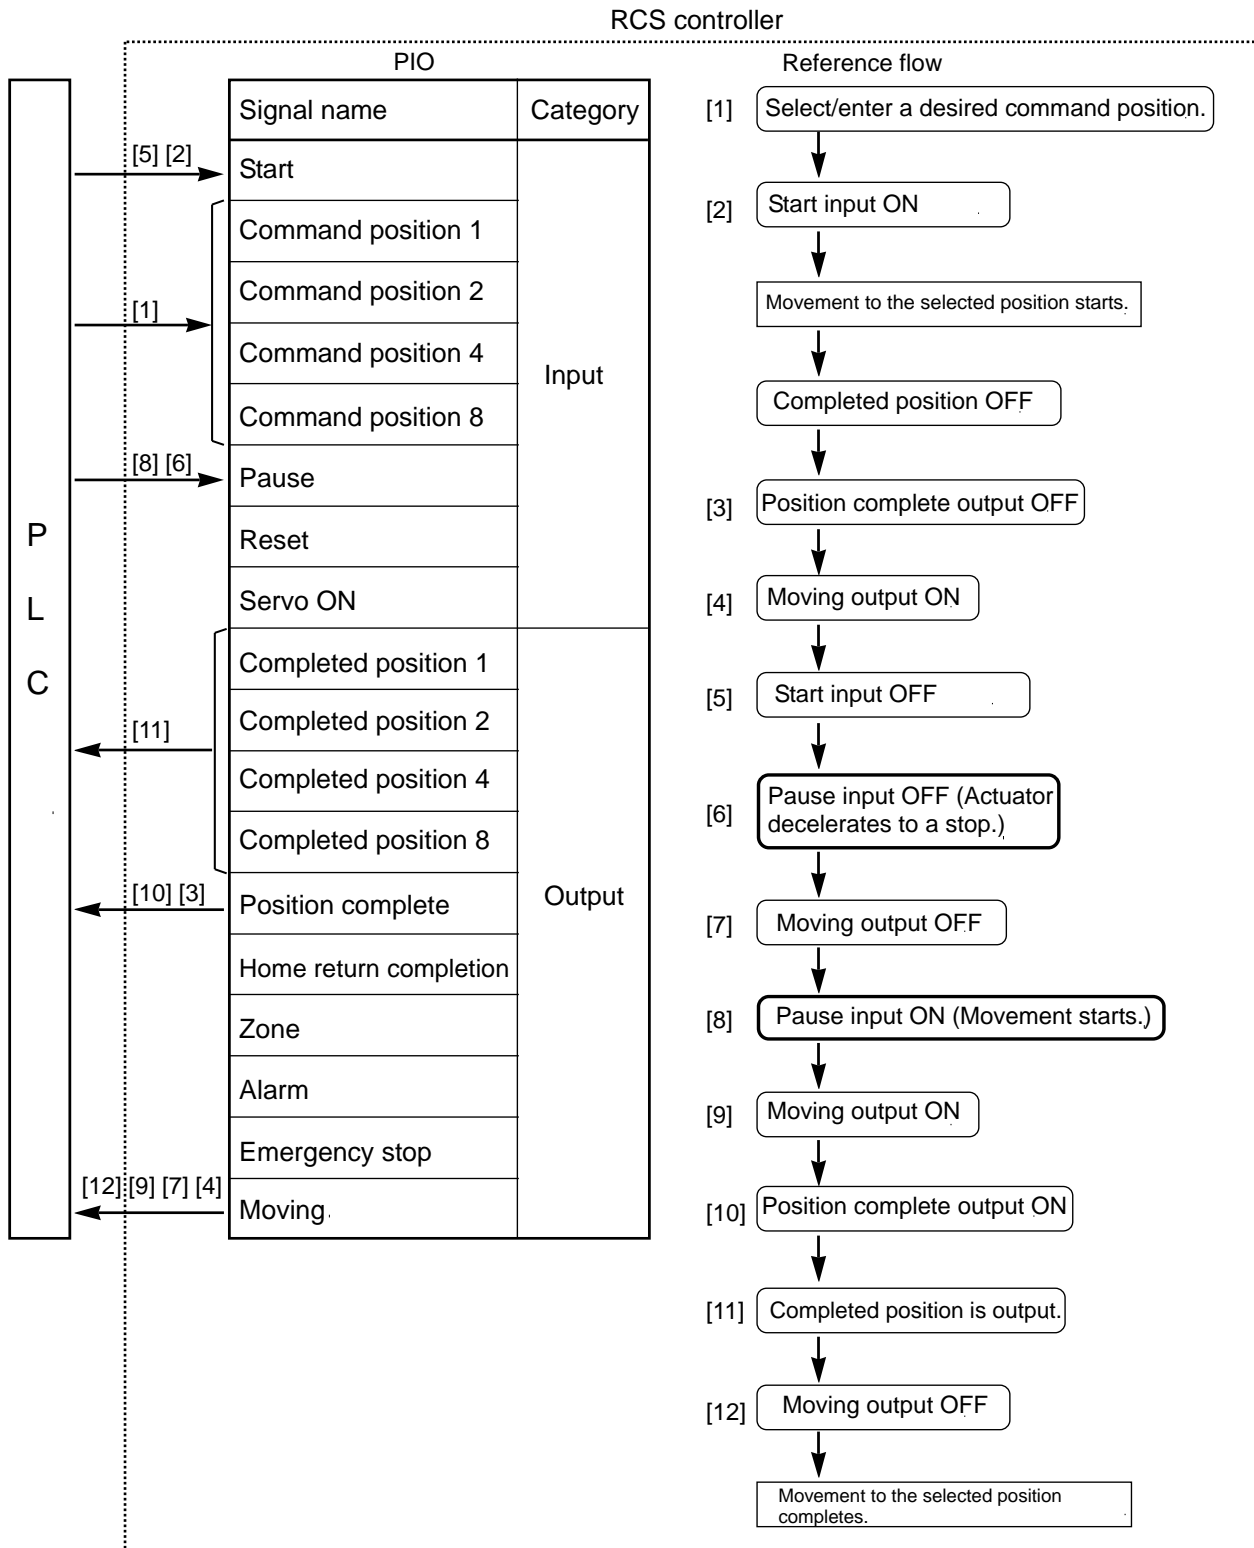 RCS controller
PIO
Signal name
Category
[5] [2]
Start
Command position 1
Command position 2
[1]
Command position 4
Command position 8
Input
[8] [6]
Pause
Reset
Servo ON
P
L
C
Completed position 1
Completed position 2
[11]
Completed position 4
Completed position 8
[10] [3]
Position complete
Output
Home return completion
Zone
Alarm
Emergency stop
[12] [9] [7] [4]
Moving
Reference flow
[1]
Select/enter a desired command position.
[2]
Start input ON
Movement to the selected position starts.
Completed position OFF
[3]
Position complete output OFF
[4]
Moving output ON
[5]
Start input OFF
[6]
Pause input OFF (Actuator
decelerates to a stop.)
[7]
Moving output OFF
[8]
Pause input ON (Movement starts.)
[9]
Moving output ON
[10]
Position complete output ON
[11]
Completed position is output.
[12]
Moving output OFF
Movement to the selected position
completes.